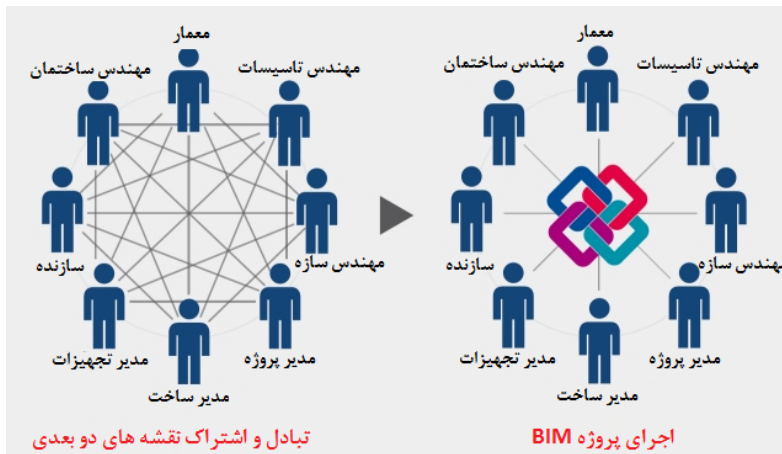 معمار
مهندس ساختمان
مهندس تاسیسات
سازنده
مهندس سازه
مدیر تجهیزات
مدیر پروژه
مدیر ساخت
تبادل و اشتراک نقشه های دو بعدی
معمار
مهندس ساختمان
مهندس تاسیسات
سازنده
مهندس سازه
مدیر تجهیزات
مدیر پروژه
مدیر ساخت
اجرای پروژه BIM